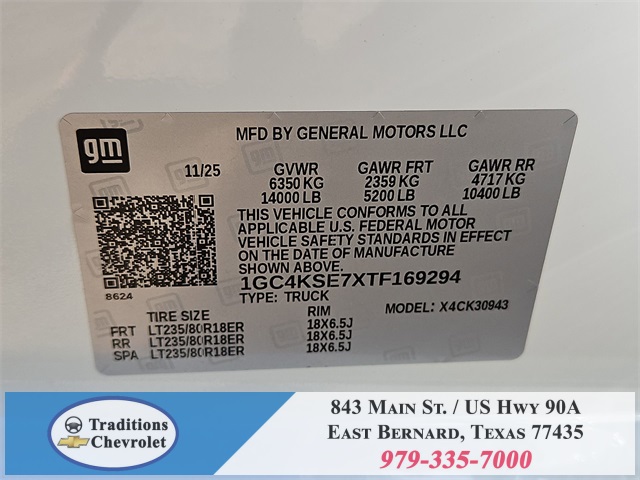 gm
MFD BY GENERAL MOTORS LLC
11/25 GVWR GAWR FRT GAWR RR
6350 KG 2359 KG 4717 KG
14000 LB 5200 LB 10400 LB
THIS VEHICLE CONFORMS TO ALL
APPLICABLE U.S. FEDERAL MOTOR
VEHICLE SAFETY STANDARDS IN EFFECT
ON THE DATE OF MANUFACTURE
SHOWN ABOVE.
8624
1GC4KSE7XTF169294
TYPE: TRUCK MODEL: X4CK30943
TIRE SIZE RIM
FRT LT235/80R18ER 18X6.5J
RR LT235/80R18ER 18X6.5J
SPA LT235/80R18ER 18X6.5J
Traditions
Chevrolet
843 Main St. / US Hwy 90A
East Bernard, Texas 77435
979-335-7000